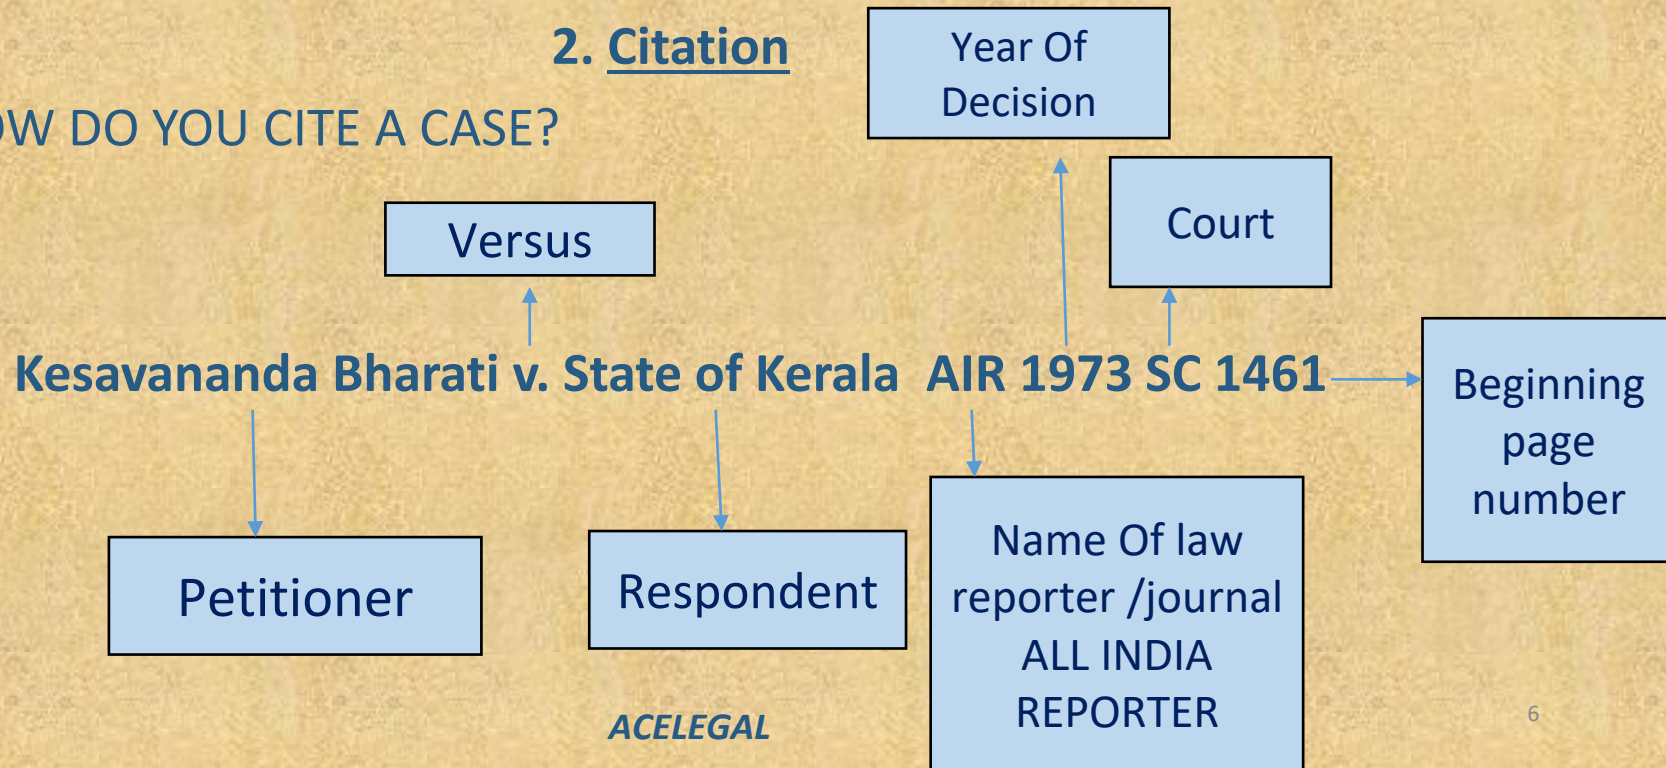 2. Citation
OW DO YOU CITE A CASE?
Year Of
Decision
Versus
Court
Kesavananda Bharati v. State of Kerala AIR 1973 SC 1461
Beginning
page
number
Petitioner
Respondent
Name Of law
reporter /journal
ALL INDIA
REPORTER
ACELEGAL
6